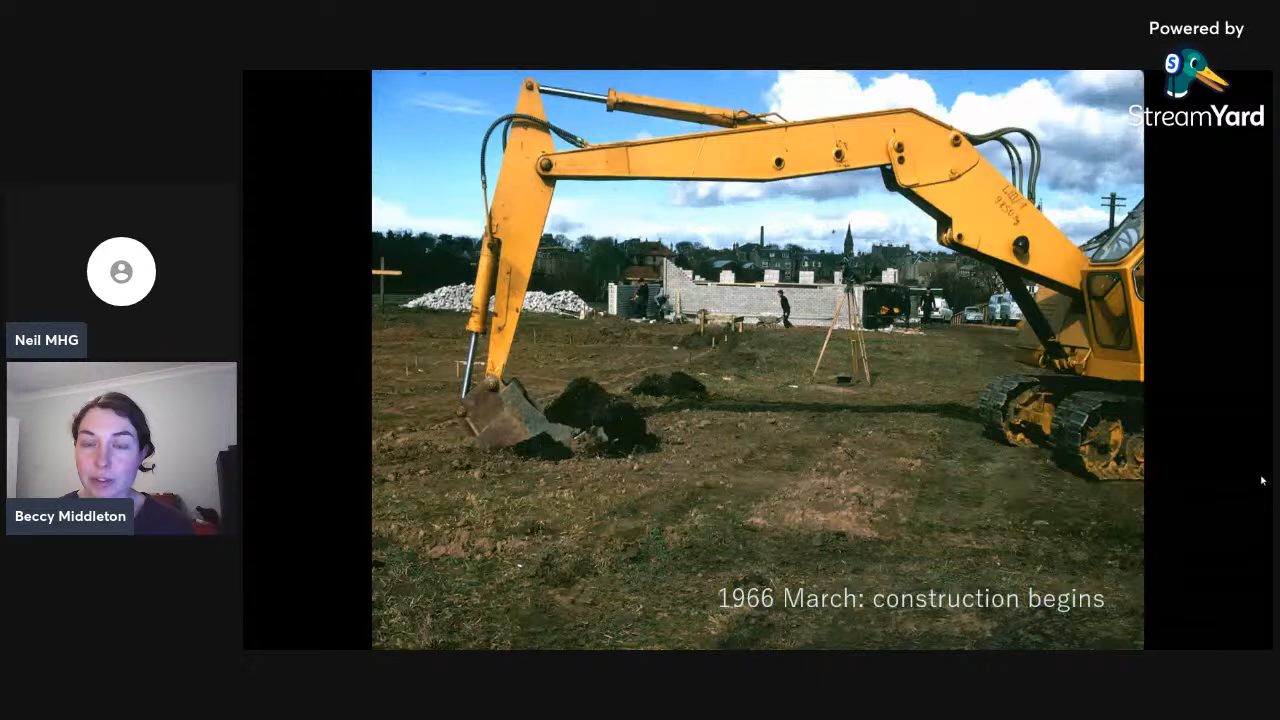 Powered by
StreamYard
Neil MHG
Beccy Middleton
1966 March: construction begins